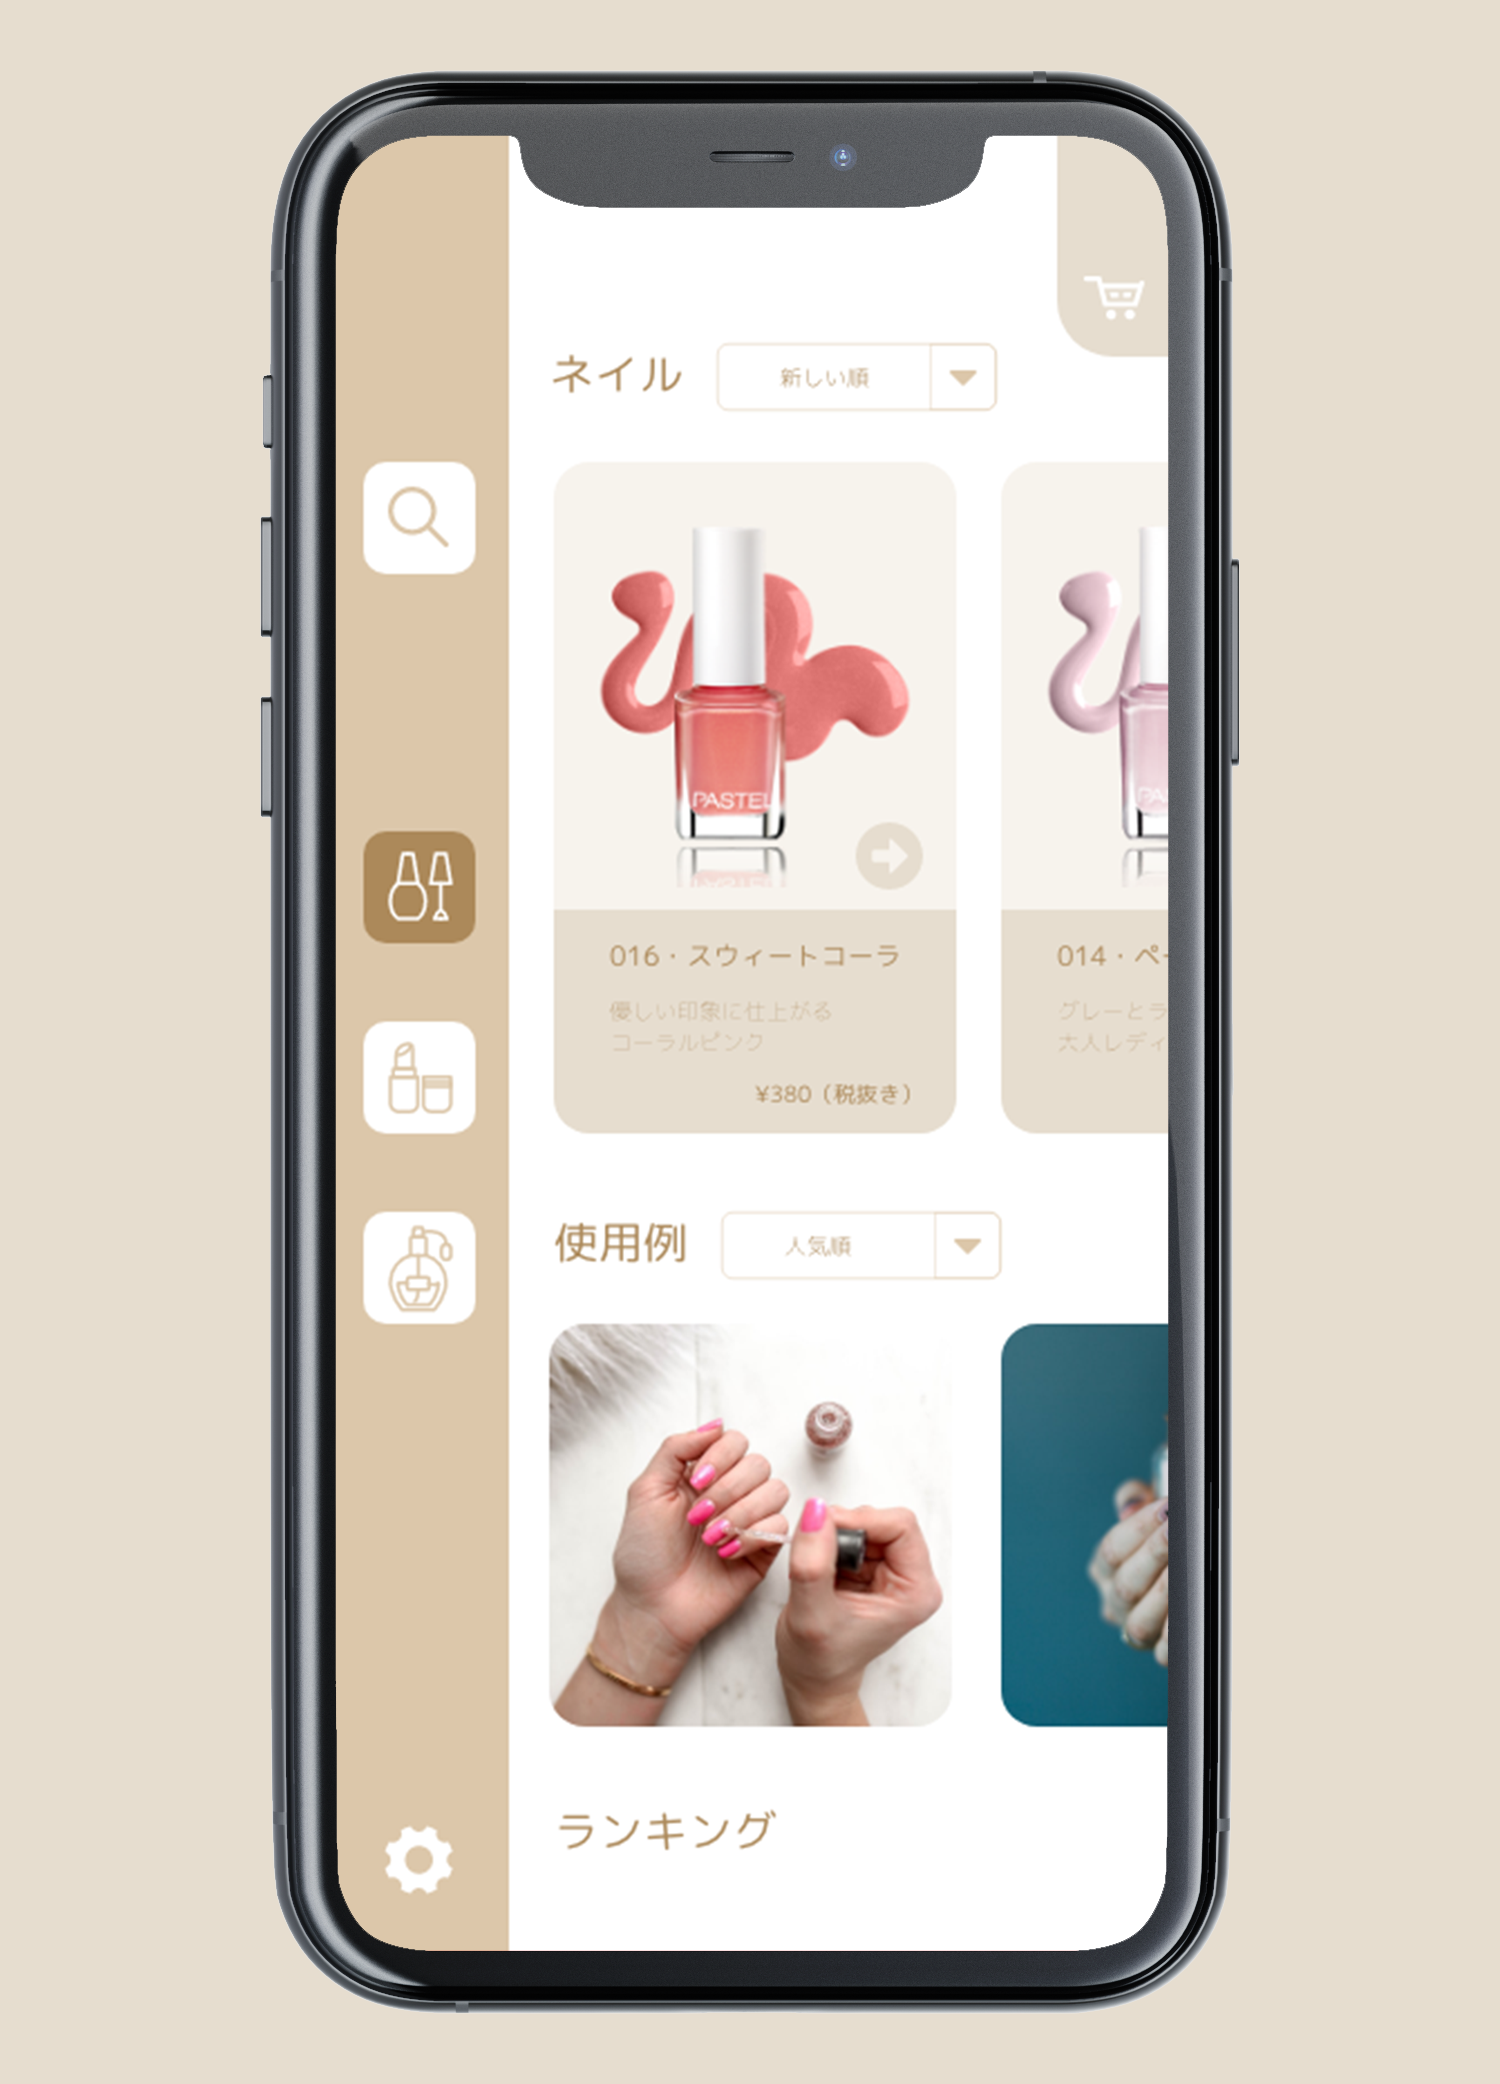 ネイル
新しい順
PASTEL
016・スウィートコーラ
優しい印象に仕上がる
コーラルピンク
¥380（税抜き）
PAS
014・ペー
グレーとラ
大人レディ
使用例
人気順
ランキング